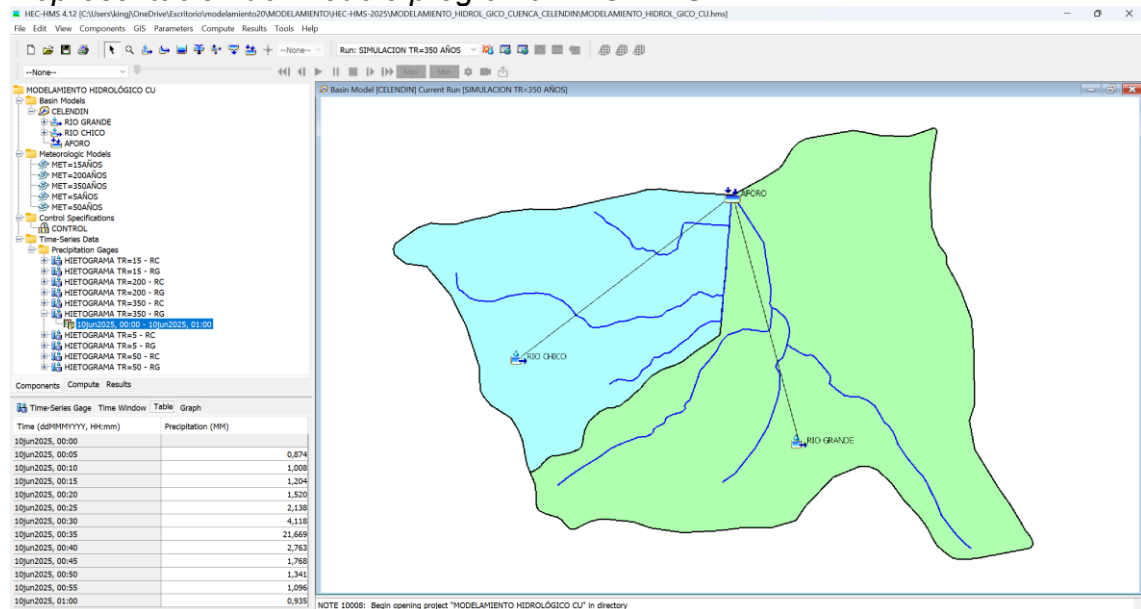 HEC-HMS 4.12 [C:\Users\kingj\OneDrive\Escritorio\modelamiento20\MODELAMIENTO\HEC-HMS-2025\MODELAMIENTO_HIDROL_GICO_CUENCA_CELENDIN\MODELAMIENTO_HIDROL_GICO_CU.hms]
File Edit View Components GIS Parameters Compute Results Tools Help
--None-- Run: SIMULACION TR=350 AÑOS
--None--
MODELAMIENTO HIDROLÓGICO CU
Basin Models
CELENDIN
RIO GRANDE
RIO CHICO
AFORO
Meteorologic Models
MET=15AÑOS
MET=200AÑOS
MET=350AÑOS
MET=5AÑOS
MET=50AÑOS
Control Specifications
CONTROL
Time-Series Data
Precipitation Gages
HIETOGRAMA TR=15 - RC
HIETOGRAMA TR=15 - RG
HIETOGRAMA TR=200 - RC
HIETOGRAMA TR=200 - RG
HIETOGRAMA TR=350 - RC
HIETOGRAMA TR=350 - RG
10jun2025, 00:00 - 10jun2025, 01:00
HIETOGRAMA TR=5 - RC
HIETOGRAMA TR=5 - RG
HIETOGRAMA TR=50 - RC
HIETOGRAMA TR=50 - RG
Components Compute Results
Time-Series Gage Time Window Table Graph
Time (ddMMMYYYY, HH:mm) Precipitation (MM)
10jun2025, 00:00
10jun2025, 00:05 0,874
10jun2025, 00:10 1,008
10jun2025, 00:15 1,204
10jun2025, 00:20 1,520
10jun2025, 00:25 2,138
10jun2025, 00:30 4,118
10jun2025, 00:35 21,669
10jun2025, 00:40 2,763
10jun2025, 00:45 1,768
10jun2025, 00:50 1,341
10jun2025, 00:55 1,096
10jun2025, 01:00 0,935
Basin Model [CELENDIN] Current Run [SIMULACION TR=350 AÑOS]
AFORO
RIO CHICO
RIO GRANDE
NOTE 10008: Begin opening project "MODELAMIENTO HIDROLÓGICO CU" in directory